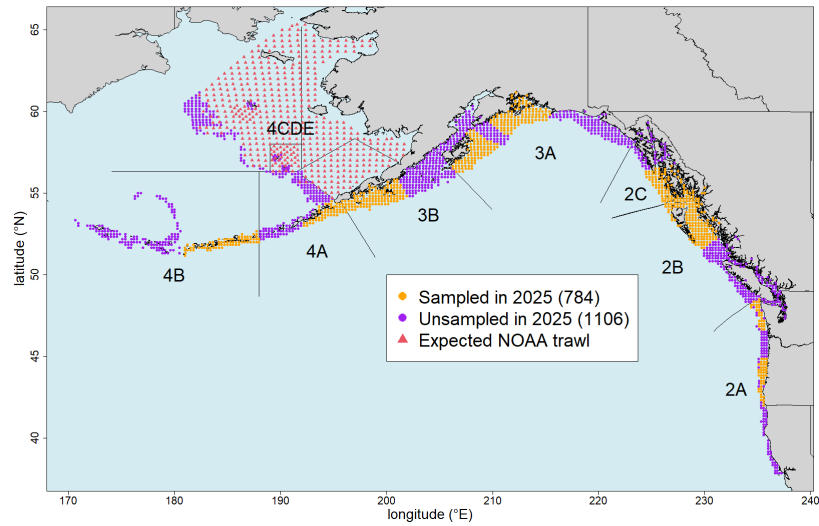 65
60
55
50
45
40
latitude (°N)
4CDE
3A
2C
3B
4A
2B
4B
2A
Sampled in 2025 (784)
Unsampled in 2025 (1106)
Expected NOAA trawl
170 180 190 200 210 220 230 240
longitude (°E)